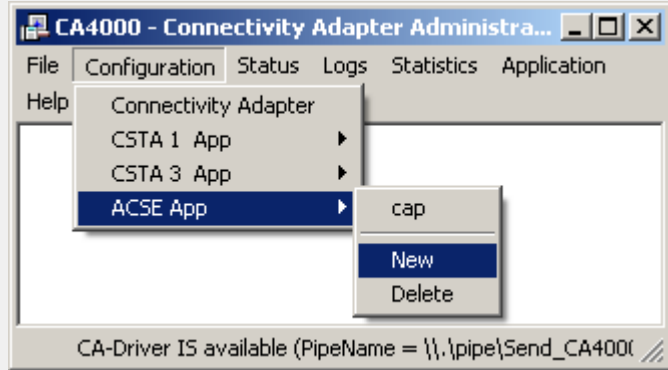 CA4000 - Connectivity Adapter Administra...
File Configuration Status Logs Statistics Application
Help
Connectivity Adapter
CSTA 1 App
CSTA 3 App
ACSE App
cap
New
Delete
CA-Driver IS available (PipeName = \\.\pipe\Send_CA400(